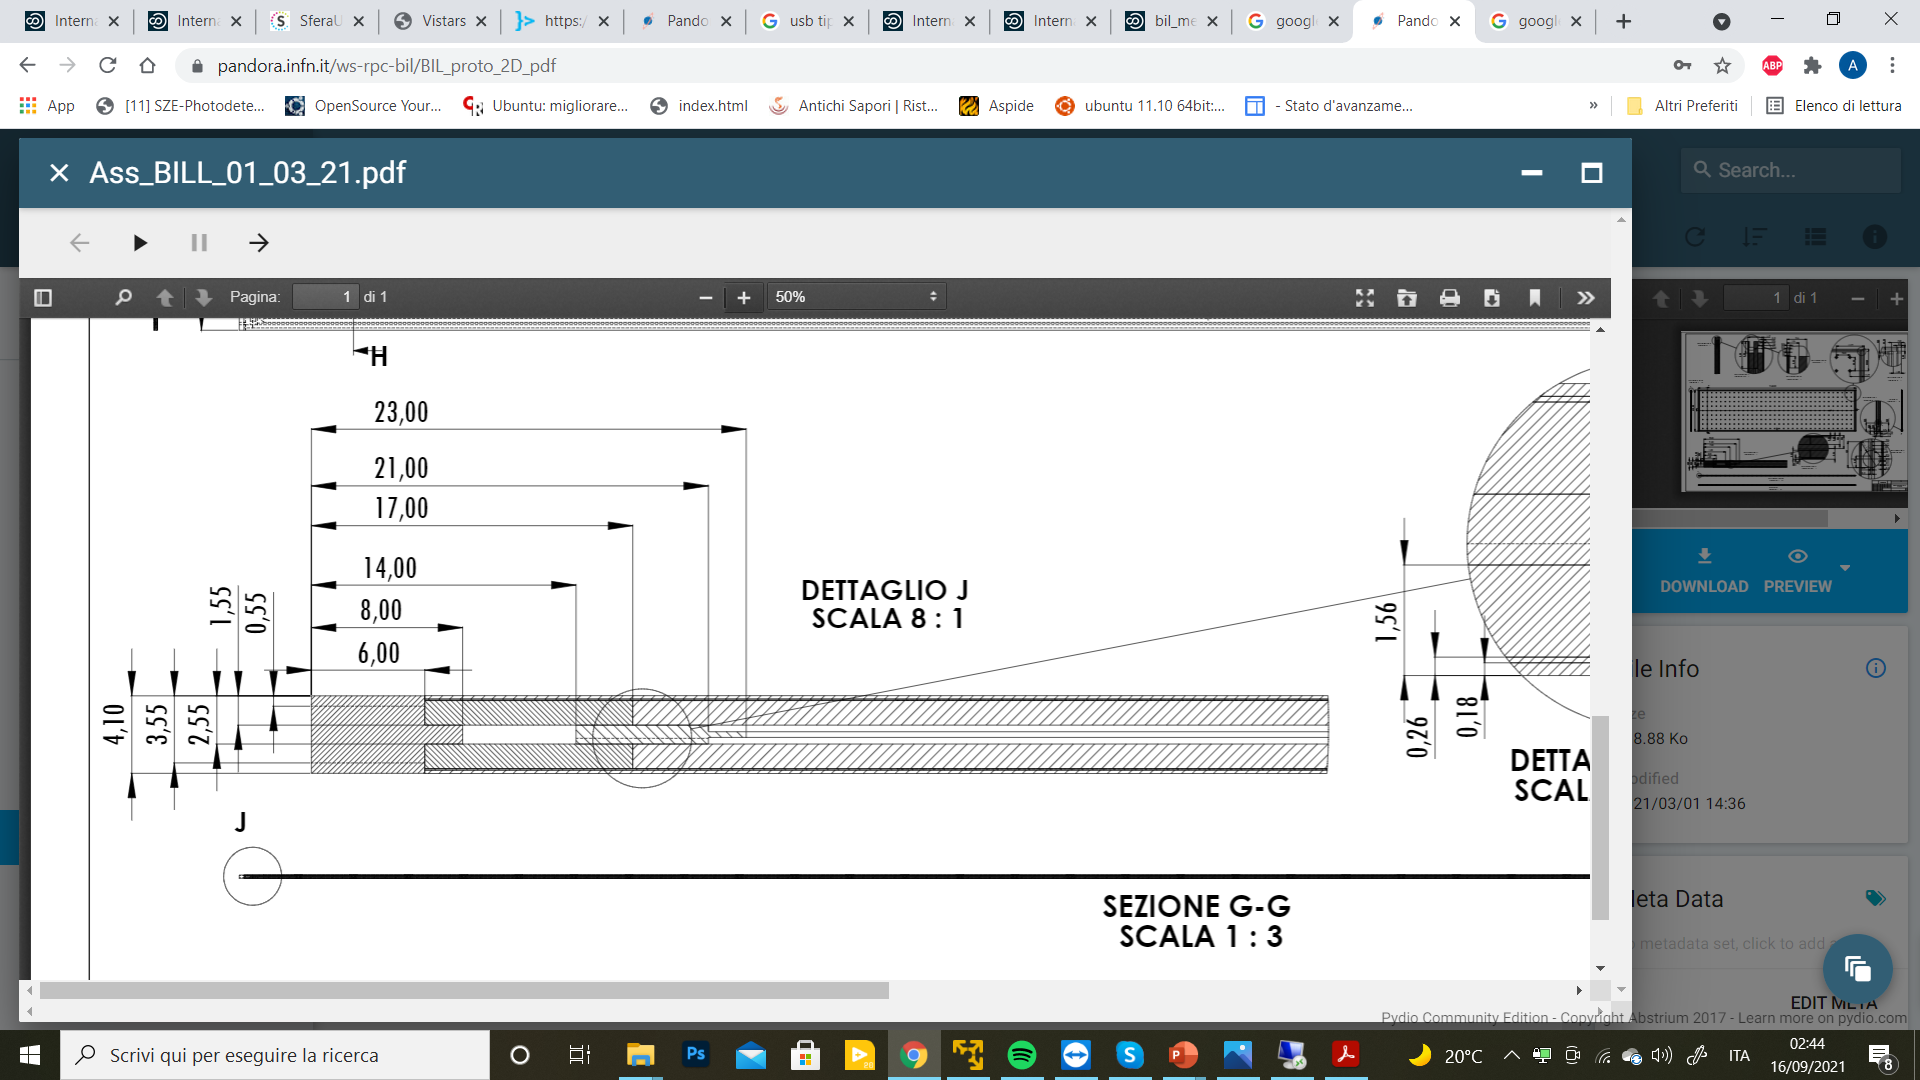 Intern
Intern
SferaU
Vistars
https:/
Pando
usb tip
Intern
Intern
bil_me
google
Pando
google
pandora.infn.it/ws-rpc-bil/BIL_proto_2D_pdf
ABP
A
App
[11] SZE-Photodete...
OpenSource Your...
Ubuntu: migliorare...
index.html
Antichi Sapori | Rist...
Aspide
ubuntu 11.10 64bit:...
- Stato d'avanzame...
»
Altri Preferiti
Elenco di lettura
Ass_BILL_01_03_21.pdf
Search...
Pagina: 1 di 1
50%
1 di 1
H
23,00
21,00
17,00
14,00
8,00
6,00
1,55
0,55
4,10
3,55
2,55
DETTAGLIO J
SCALA 8 : 1
1,56
0,26
0,18
DETTA
SCAL
J
SEZIONE G-G
SCALA 1 : 3
DOWNLOAD
PREVIEW
ile Info
ze
8.88 Ko
odified
21/03/01 14:36
leta Data
metadata set, click to add
EDIT META
Pydio Community Edition - Copyright Abstrium 2017 - Learn more on pydio.com
Scrivi qui per eseguire la ricerca
20°C
ITA
02:44
16/09/2021
8